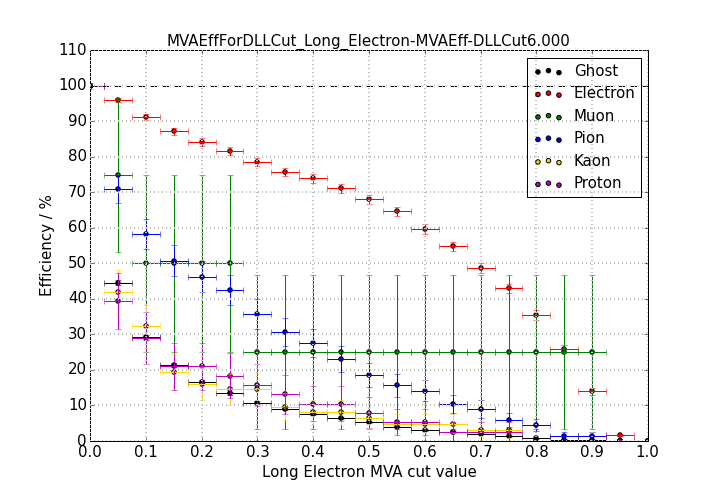 MVAEffForDLLCut_Long_Electron-MVAEff-DLLCut6.000
110
100
90
80
70
60
50
40
30
20
10
0
Efficiency / %
Ghost
Electron
Muon
Pion
Kaon
Proton
0.0 0.1 0.2 0.3 0.4 0.5 0.6 0.7 0.8 0.9 1.0
Long Electron MVA cut value